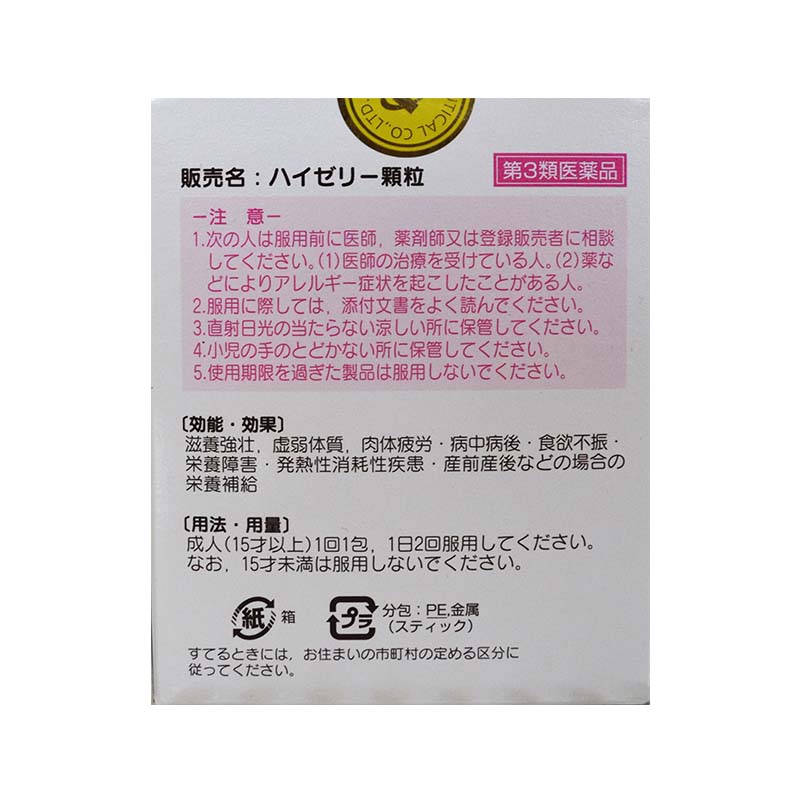 TICAL CO.,LTD.
販売名：ハイゼリー顆粒
第3類医薬品
ー注　意ー
1.次の人は服用前に医師，薬剤師又は登録販売者に相談
してください。(1)医師の治療を受けている人。(2)薬な
どによりアレルギー症状を起こしたことがある人。
2.服用に際しては，添付文書をよく読んでください。
3.直射日光の当たらない涼しい所に保管してください。
4.小児の手のとどかない所に保管してください。
5.使用期限を過ぎた製品は服用しないでください。
〔効能・効果〕
滋養強壮，虚弱体質，肉体疲労・病中病後・食欲不振・
栄養障害・発熱性消耗性疾患・産前産後などの場合の
栄養補給
〔用法・用量〕
成人(15才以上)1回1包，1日2回服用してください。
なお，15才未満は服用しないでください。
紙 箱
プラ 分包：PE,金属
（スティック）
すてるときには，お住まいの市町村の定める区分に
従ってください。